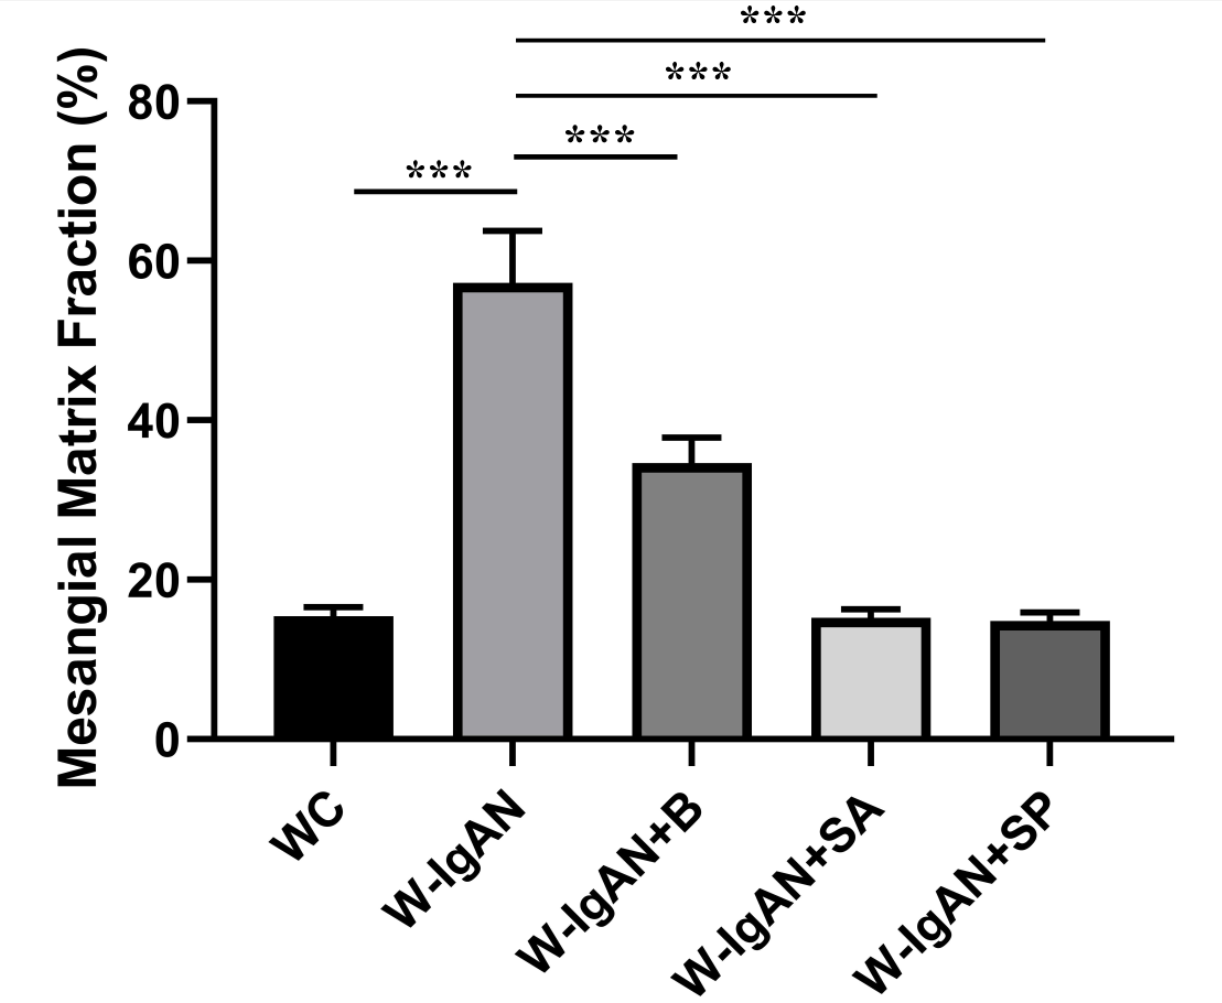 ***
***
***
***
Mesangial Matrix Fraction (%)
80
60
40
20
0
WC
W-IgAN
W-IgAN+B
W-IgAN+SA
W-IgAN+SP